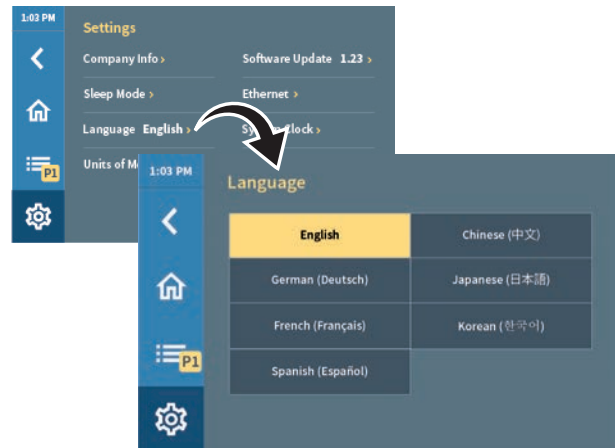 1:03 PM
Settings
Company Info ›
Software Update 1.23 ›
Sleep Mode ›
Ethernet ›
Language English ›
Clock ›
Units of
P1
1:03 PM
Language
English
Chinese (中文)
German (Deutsch)
Japanese (日本語)
French (Français)
Korean (한국어)
Spanish (Español)
P1